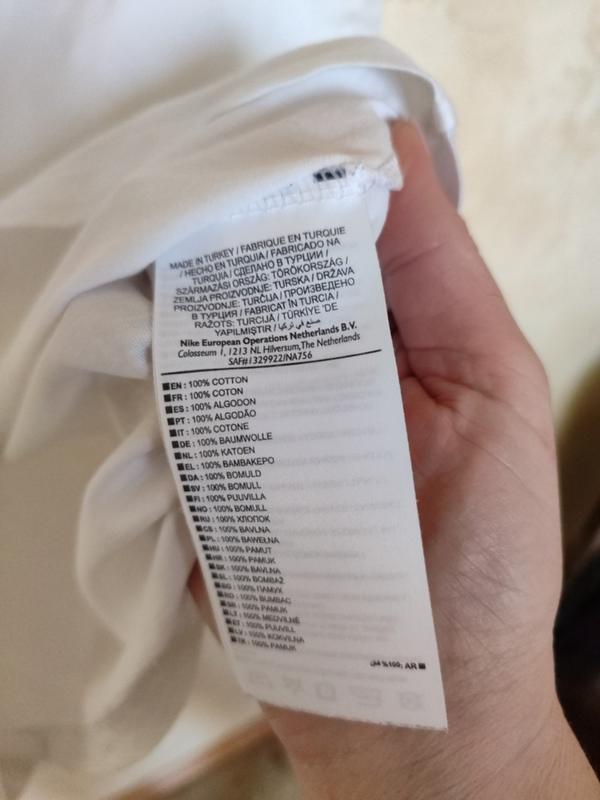 MADE IN TURKEY / FABRIQUE EN TURQUIE
/ HECHO EN TURQUIA / FABRICADO NA
TURQUIA / СДЕЛАНО В ТУРЦИИ /
SZÁRMAZÁSI ORSZÁG: TÖRÖKORSZÁG /
ZEMLJA PROIZVODNJE: TURSKA / DRŽAVA
PROIZVODNJE: TURČIJA / ПРОИЗВЕДЕНО
В ТУРЦИЯ / FABRICAT ÎN TURCIA /
RAŽOTS: TURCIJĀ / TÜRKİYE 'DE
YAPILMIŞTIR / صنع في تركيا
Nike European Operations Netherlands B.V.
Colosseum 1, 1213 NL Hilversum, The Netherlands
SAF#1329922/NA756
EN : 100% COTTON
FR : 100% COTON
ES : 100% ALGODON
PT : 100% ALGODÃO
IT : 100% COTONE
DE : 100% BAUMWOLLE
NL : 100% KATOEN
EL : 100% BAMBAKEPO
DA : 100% BOMULD
SV : 100% BOMULL
FI : 100% PUUVILLA
NO : 100% BOMULL
RU : 100% ХЛОПОК
CS : 100% BAVLNA
PL : 100% BAWEŁNA
HU : 100% PAMUT
HR : 100% PAMUK
SK : 100% BAVLNA
SL : 100% BOMBAŽ
BG : 100% ПАМУК
RO : 100% BUMBAC
SR : 100% PAMUK
LT : 100% MEDVILNĖ
ET : 100% PUUVILL
LV : 100% KOKVILNA
TR : 100% PAMUK
قطن %100 : AR